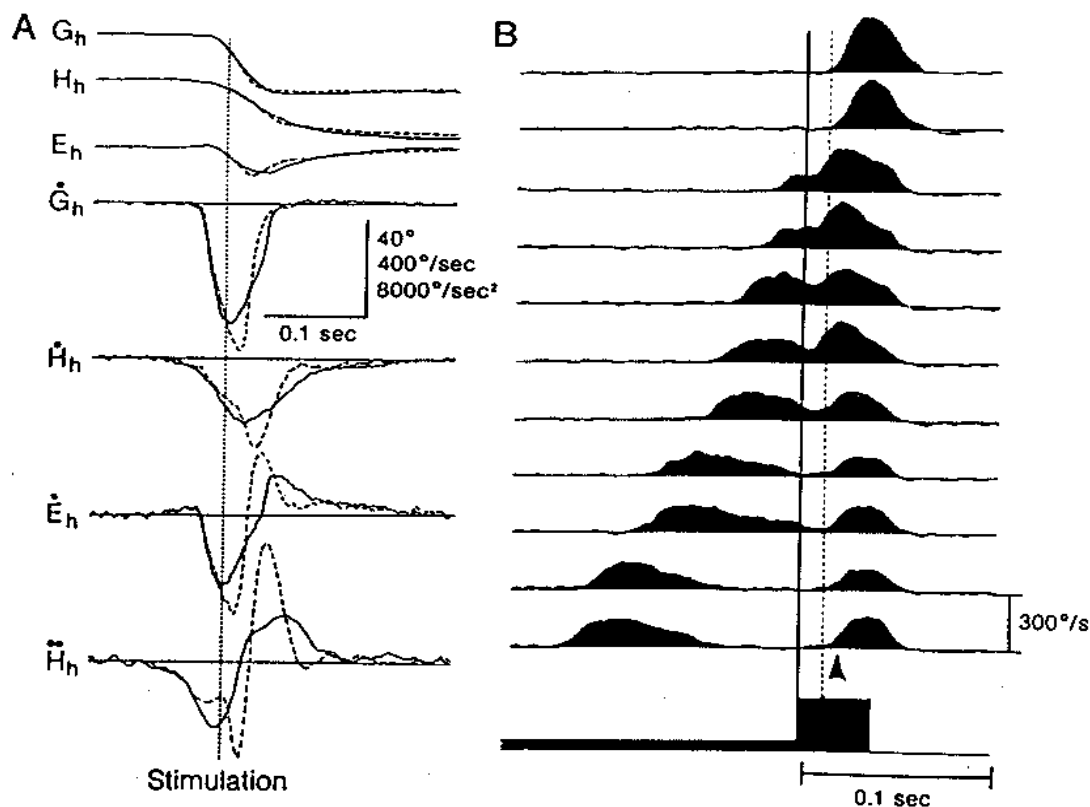 A
G_h
H_h
E_h
Ġ_h
40°
400°/sec
8000°/sec²
0.1 sec
Ḣ_h
Ė_h
Ḧ_h
Stimulation
B
300°/s
0.1 sec